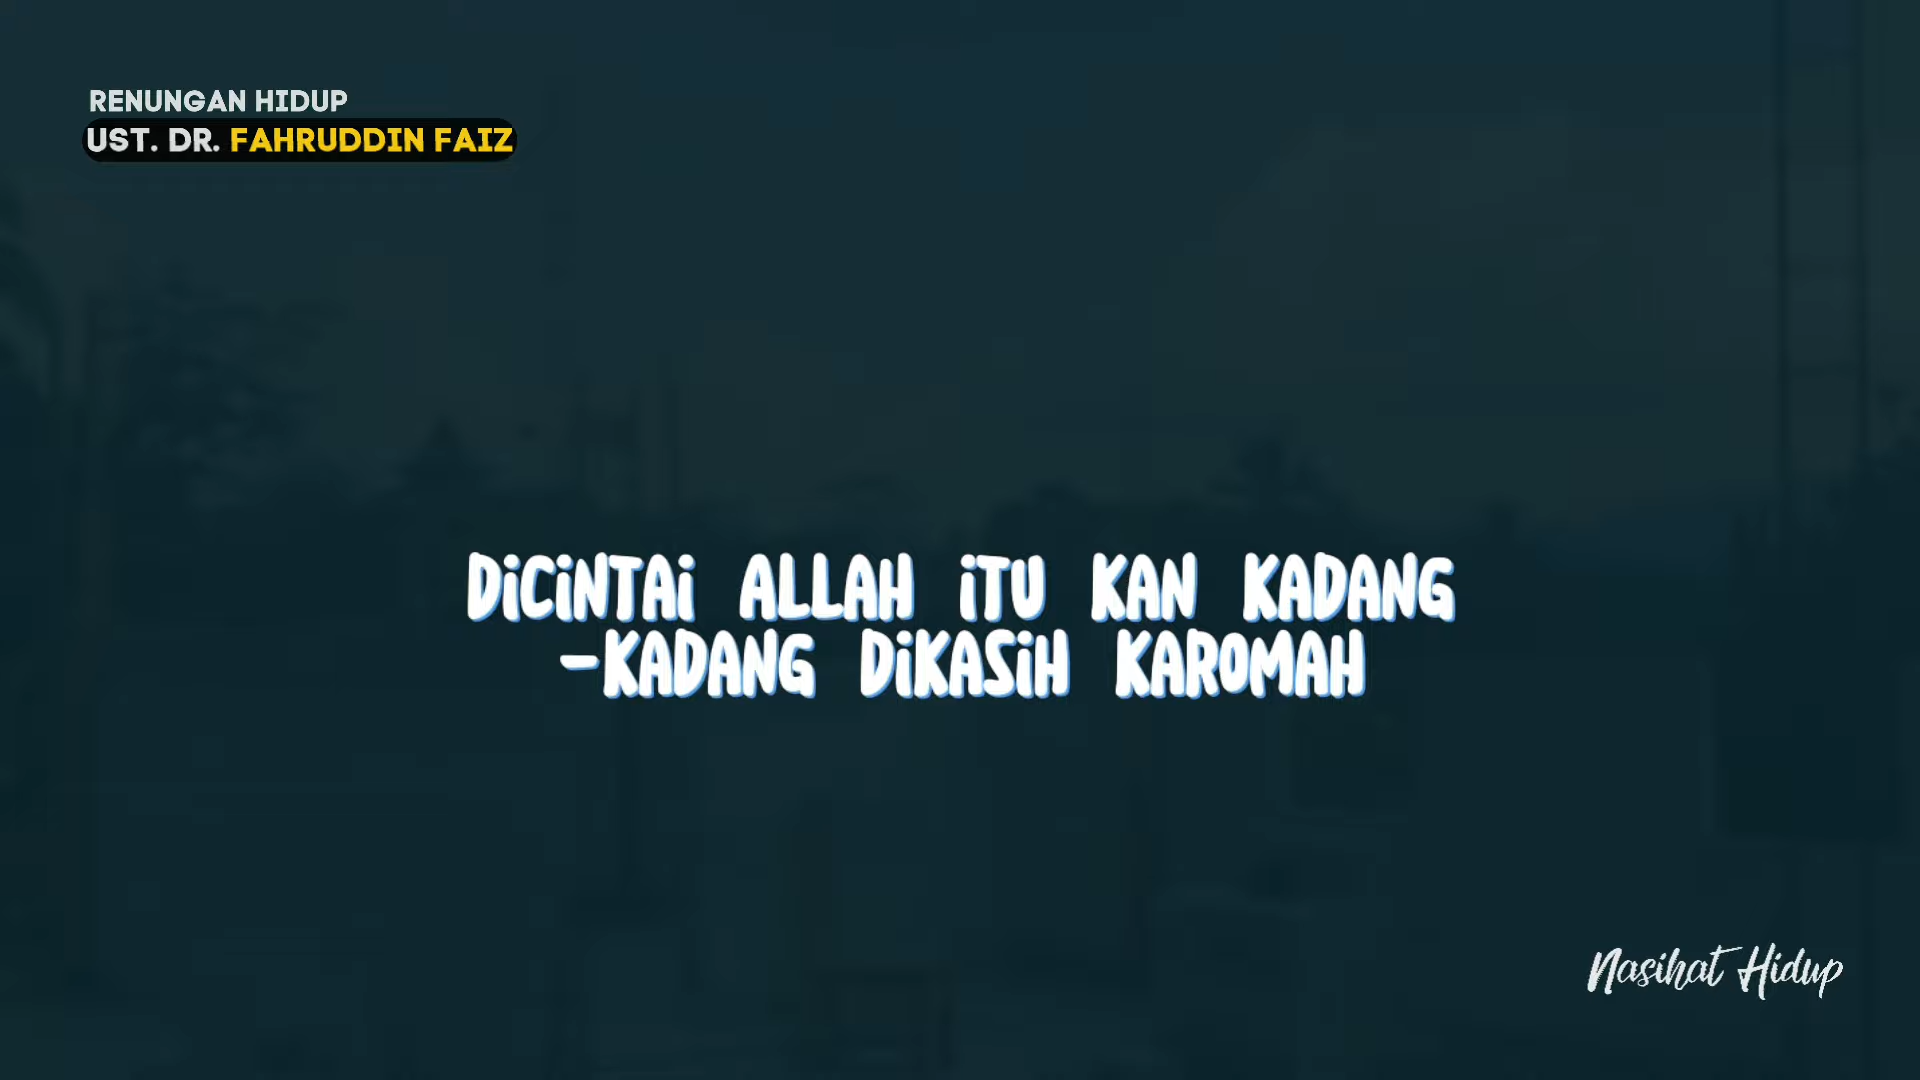 RENUNGAN HIDUP
UST. DR. FAHRUDDIN FAIZ
DiCiNTAi ALLAH iTU KAN KADANG
-KADANG DiKASiH KAROMAH
Nasihat Hidup